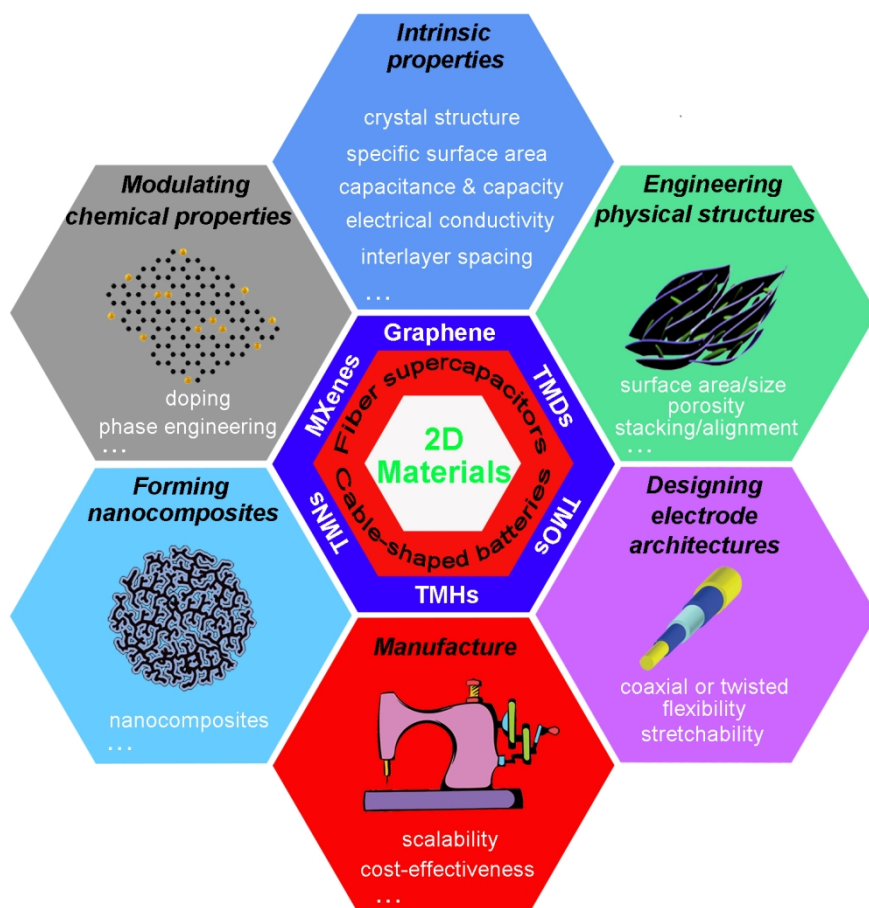 Intrinsic
properties
crystal structure
specific surface area
capacitance & capacity
electrical conductivity
interlayer spacing
...
Modulating
chemical properties
doping
phase engineering
...
Engineering
physical structures
surface area/size
porosity
stacking/alignment
...
Graphene
MXenes
TMDs
Fiber supercapacitors
2D
Materials
Cable-shaped batteries
TMNs
TMOs
TMHs
Forming
nanocomposites
nanocomposites
...
Designing
electrode
architectures
coaxial or twisted
flexibility
stretchability
Manufacture
scalability
cost-effectiveness
...